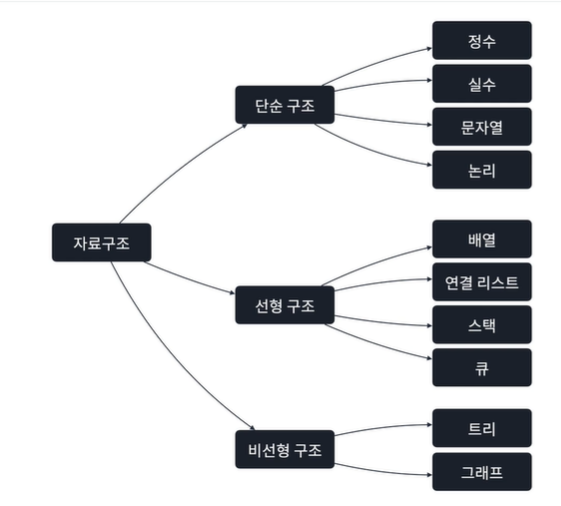 자료구조
단순 구조
정수
실수
문자열
논리
선형 구조
배열
연결 리스트
스택
큐
비선형 구조
트리
그래프